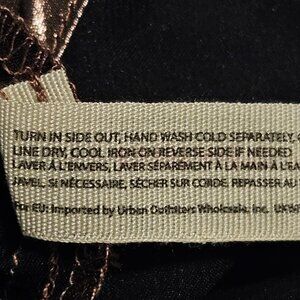 TURN IN SIDE OUT, HAND WASH COLD SEPARATELY,
LINE DRY, COOL IRON ON REVERSE SIDE IF NEEDED
LAVER À L'ENVERS, LAVER SÉPARÉMENT À LA MAIN À L'EA
JAVEL, SI NÉCESSAIRE, SÉCHER SUR CORDE, REPASSER AU
For EU: Imported by Urban Outfitters Wholesale, Inc.